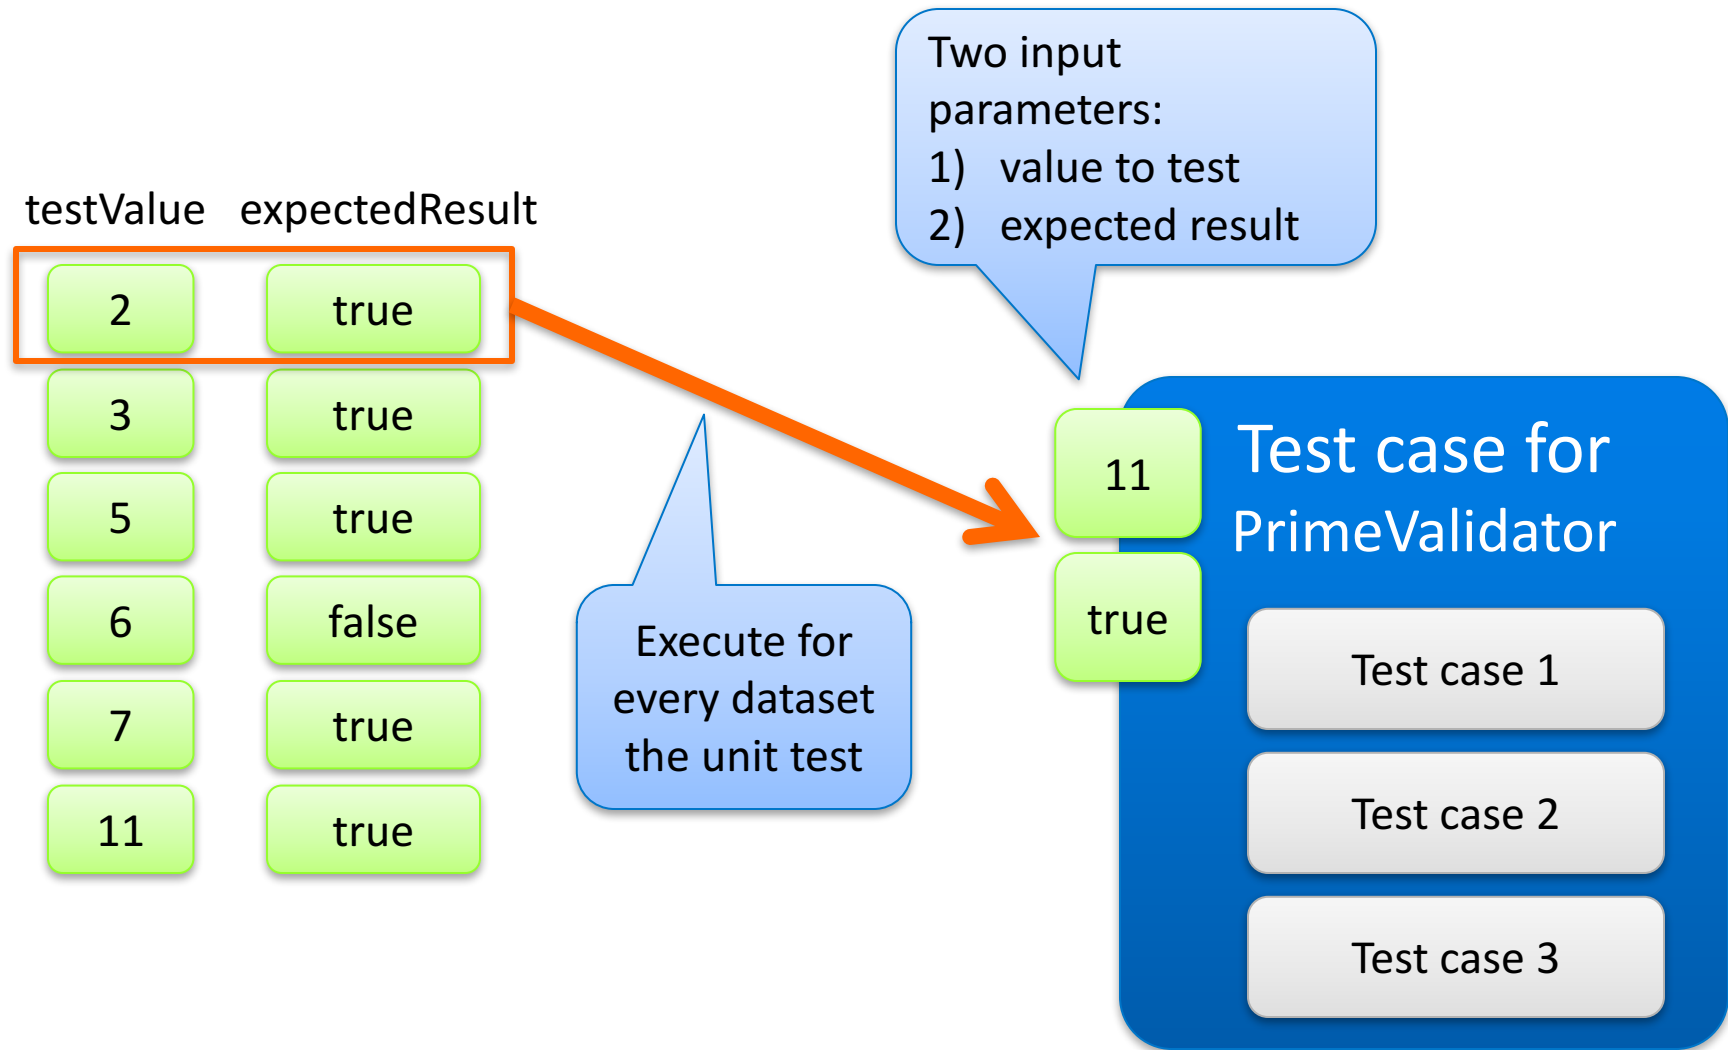 Two input
parameters:
1) value to test
2) expected result
testValue expectedResult
2 true
3 true
5 true
6 false
7 true
11 true
Execute for
every dataset
the unit test
11
true
Test case for
PrimeValidator
Test case 1
Test case 2
Test case 3